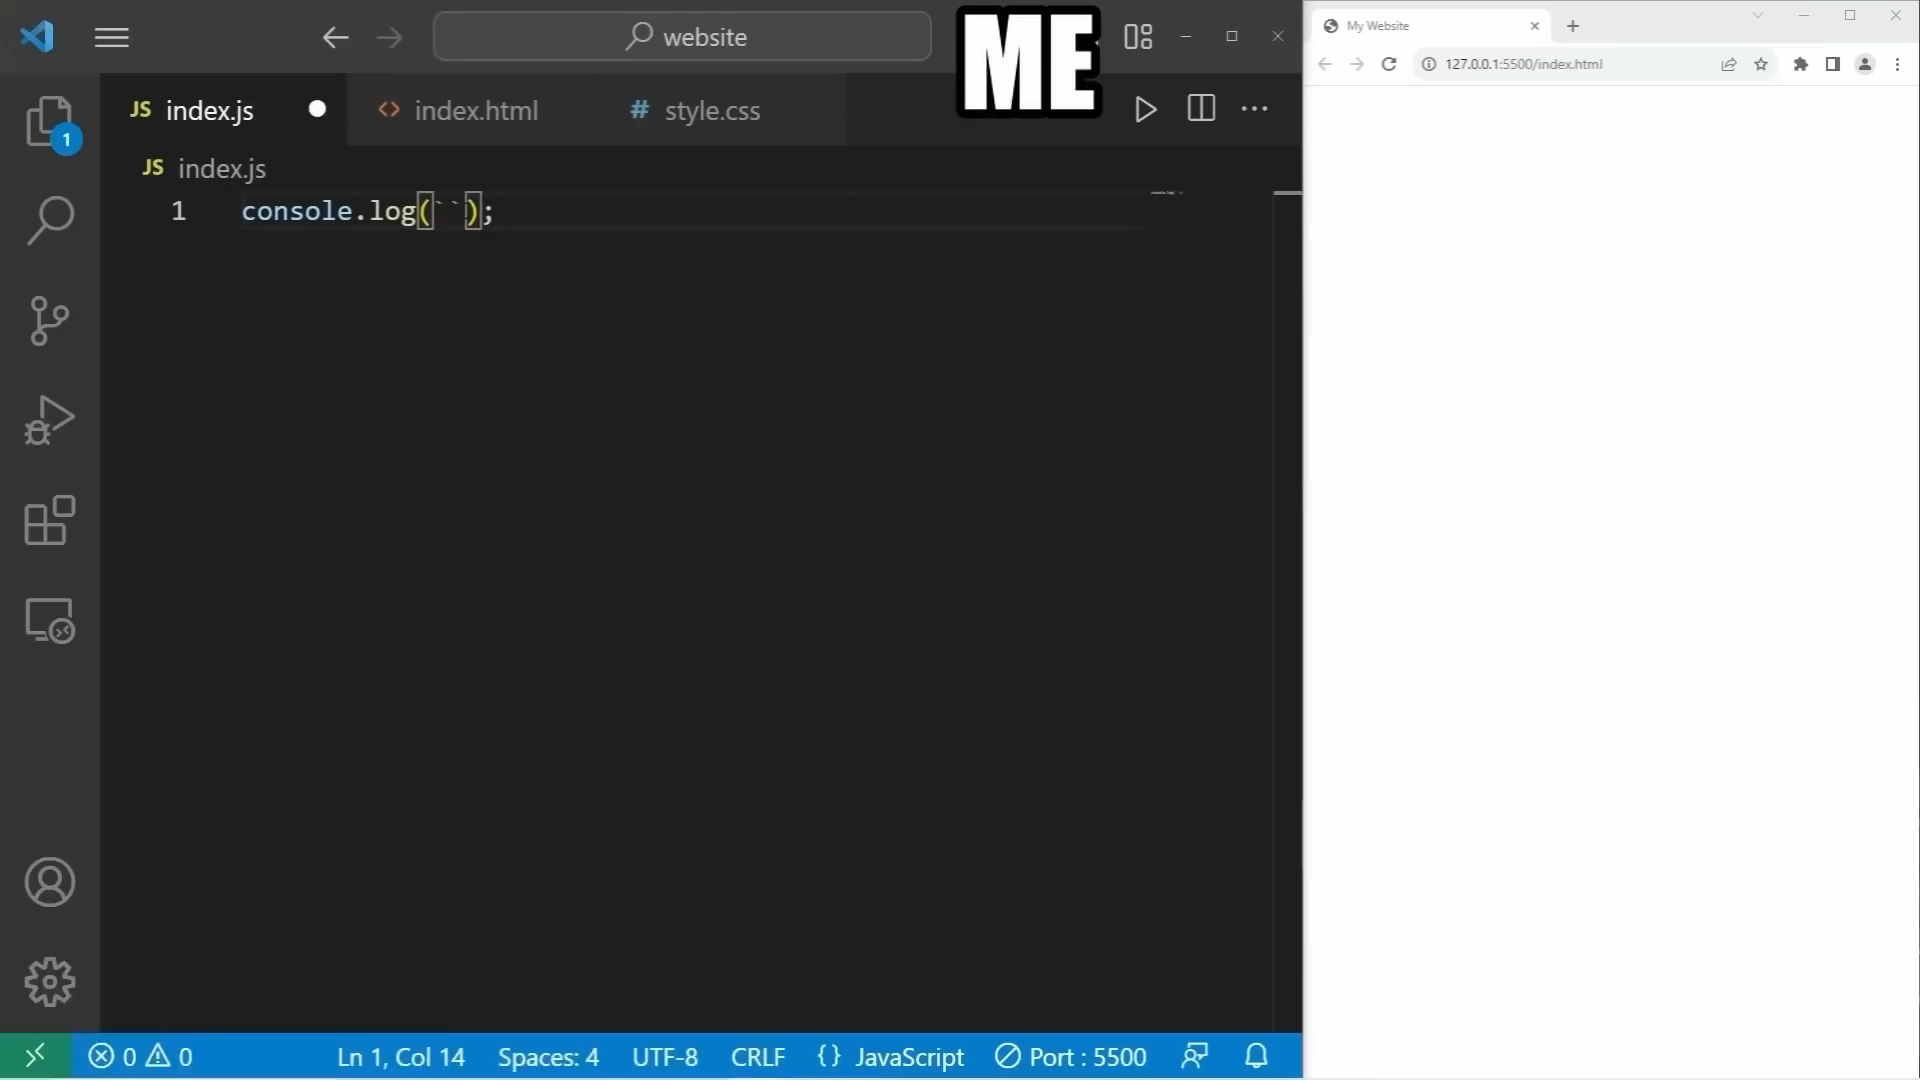 website
ME
My Website
127.0.0.1:5500/index.html
JS index.js
<> index.html
# style.css
1
JS index.js
1 console.log(``);
0 0
Ln 1, Col 14
Spaces: 4
UTF-8
CRLF
{} JavaScript
Port : 5500